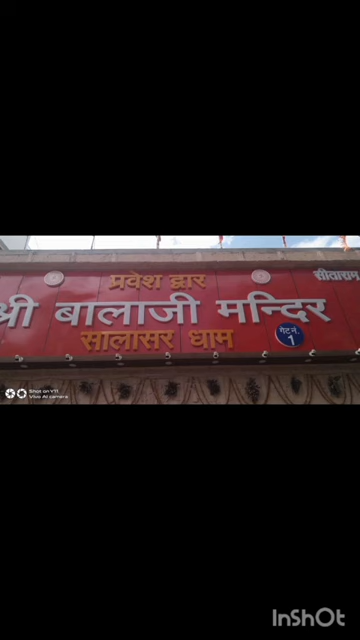 प्रवेश द्वार
सीताराम
श्री बालाजी मन्दिर
सालासर धाम
गेट नं.
1
Shot on Y11
Vivo AI camera
InShOt